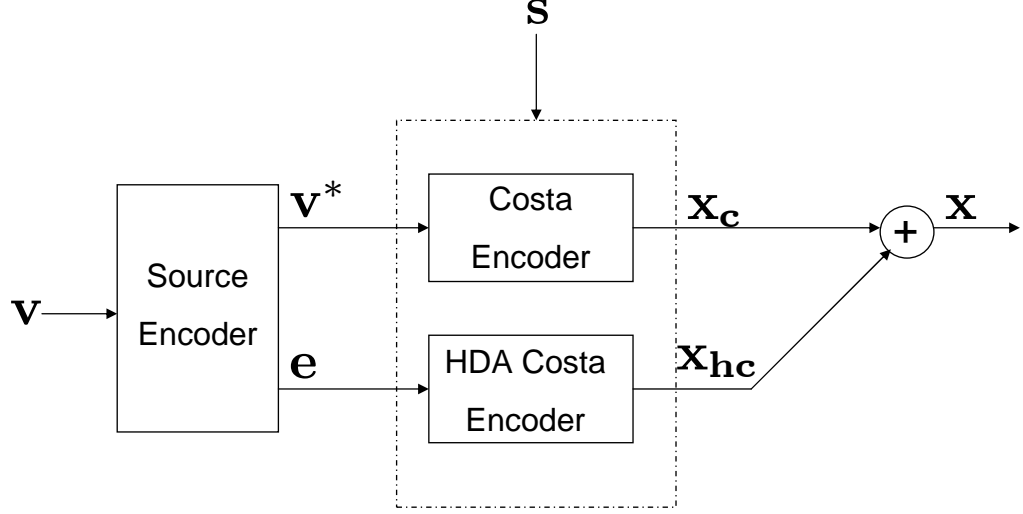 s
v
Source
Encoder
v*
e
Costa
Encoder
HDA Costa
Encoder
x_c
x_hc
+
x